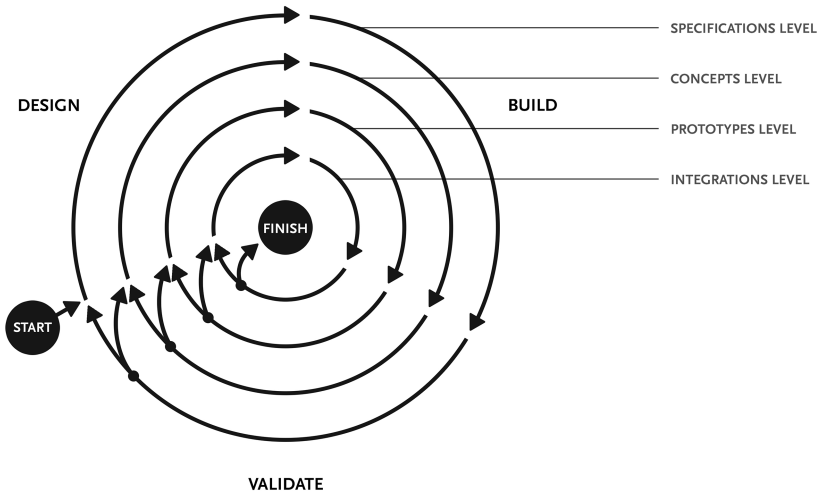 SPECIFICATIONS LEVEL
CONCEPTS LEVEL
DESIGN
BUILD
PROTOTYPES LEVEL
INTEGRATIONS LEVEL
FINISH
START
VALIDATE